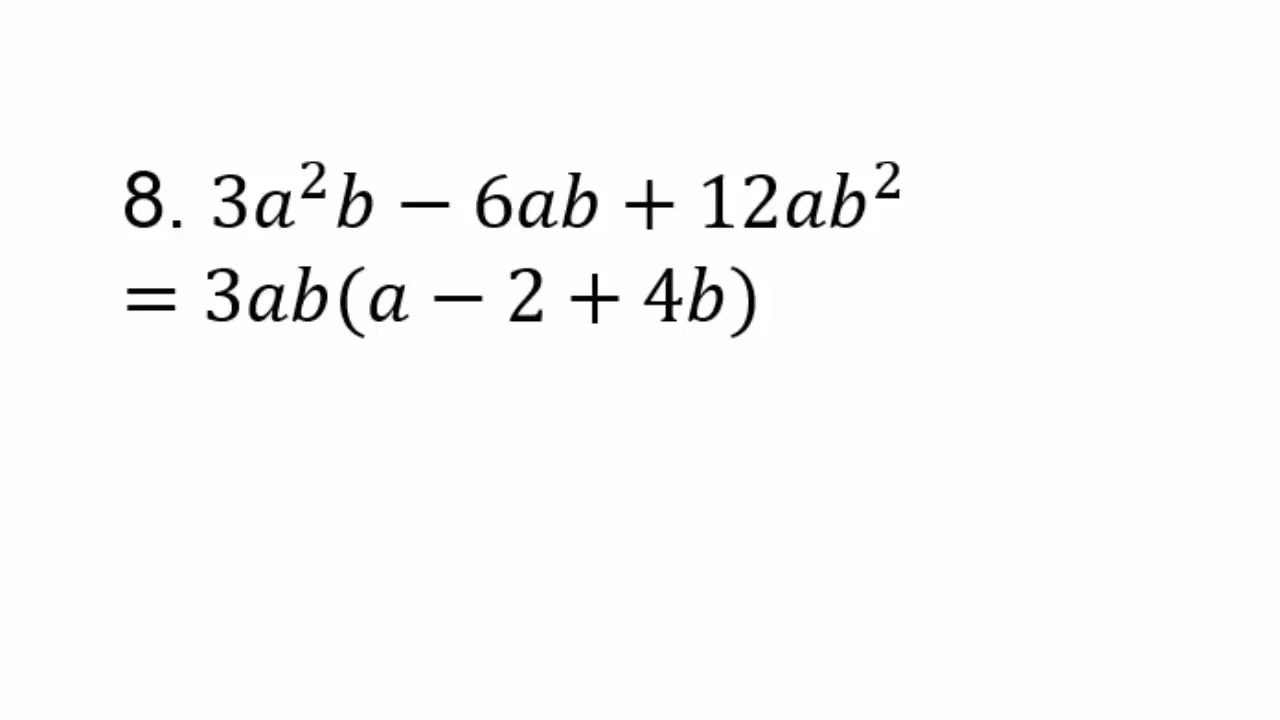 8. 3a²b − 6ab + 12ab²
= 3ab(a − 2 + 4b)